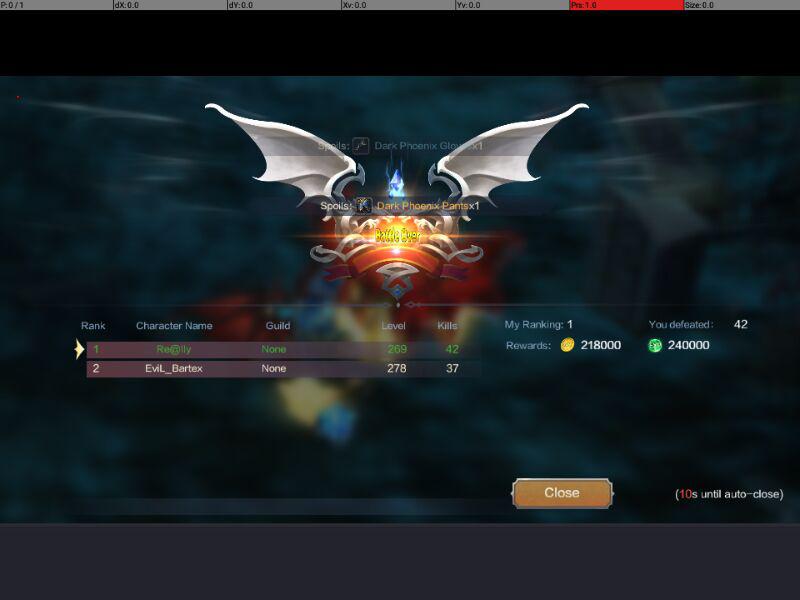 P: 0 / 1 dX: 0.0 dY: 0.0 Xv: 0.0 Yv: 0.0 Prs: 1.0 Size: 0.0
Spoils: Dark Phoenix Glovesx1
Spoils: Dark Phoenix Pantsx1
Battle Over
Rank Character Name Guild Level Kills
1 Re@lly None 269 42
2 EviL_Bartex None 278 37
My Ranking: 1 You defeated: 42
Rewards: 218000 240000
Close
(10s until auto-close)